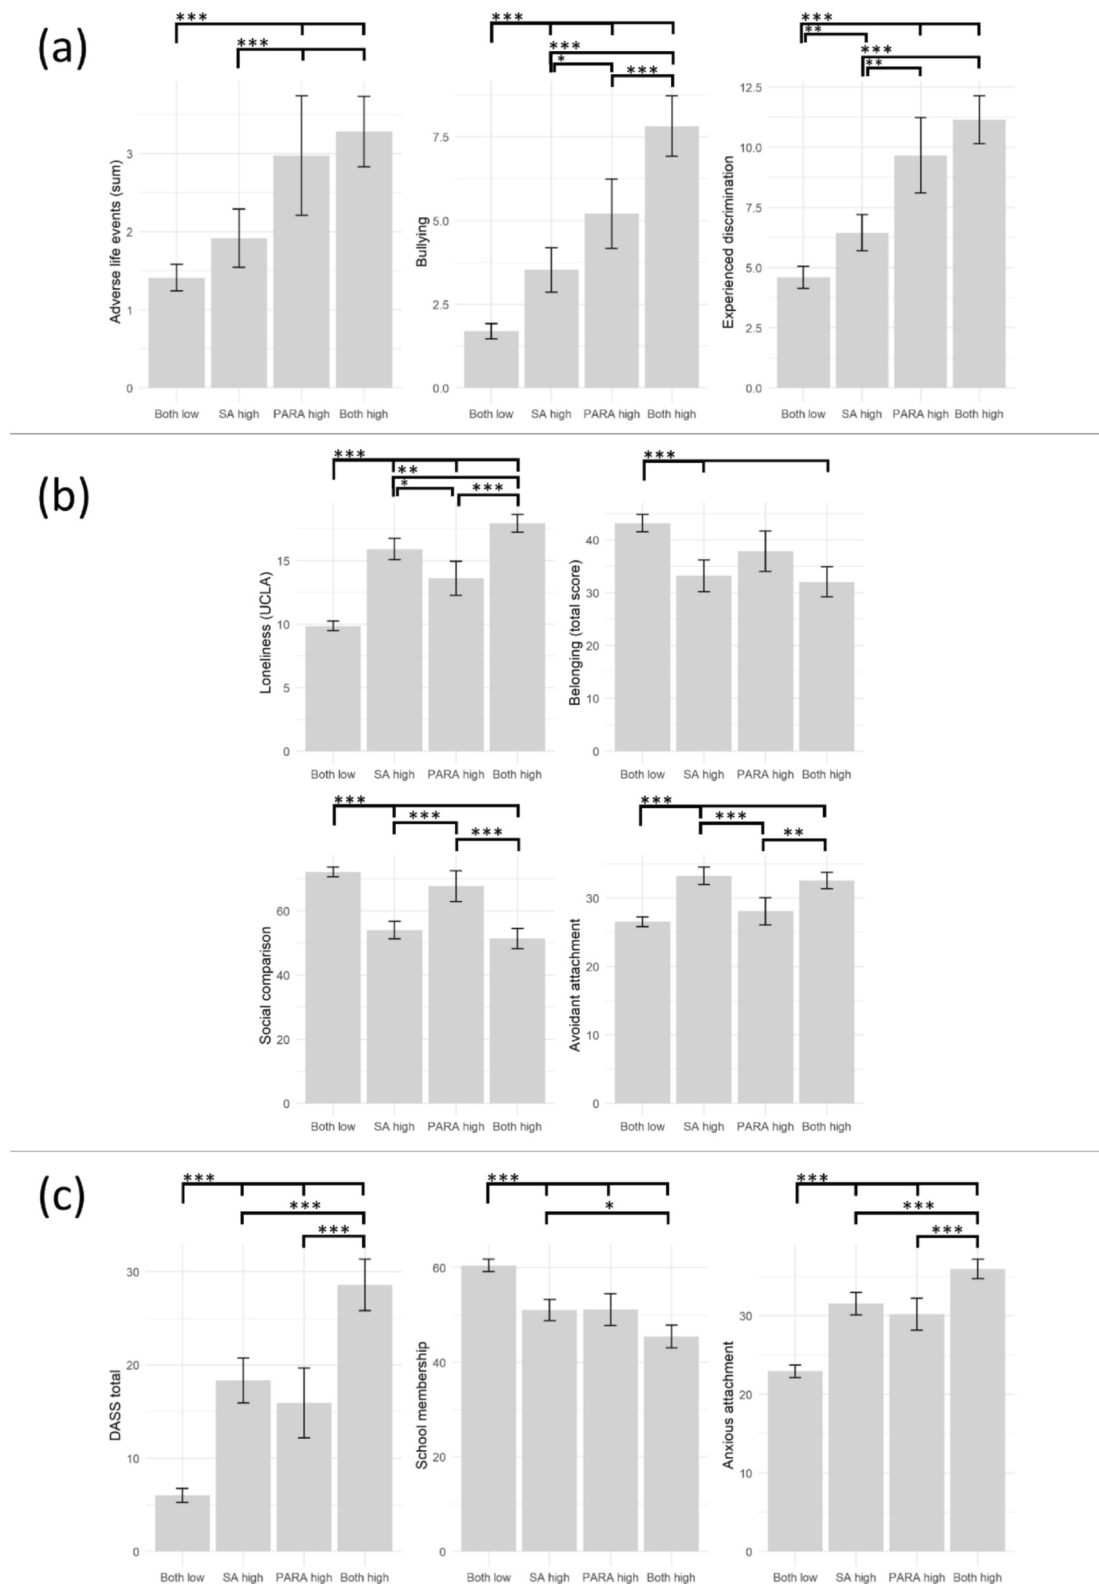 (a)
*** *** ***
**
*** *** ***
* **
***
Adverse life events (sum)
3
2
1
0
Both low SA high PARA high Both high
Bullying
7.5
5.0
2.5
0.0
Both low SA high PARA high Both high
Experienced discrimination
12.5
10.0
7.5
5.0
2.5
0.0
Both low SA high PARA high Both high
(b)
***
**
* ***
Loneliness (UCLA)
15
10
5
0
Both low SA high PARA high Both high
***
Belonging (total score)
40
30
20
10
0
Both low SA high PARA high Both high
***
***
***
Social comparison
60
40
20
0
Both low SA high PARA high Both high
***
***
**
Avoidant attachment
30
20
10
0
Both low SA high PARA high Both high
(c)
***
***
***
DASS total
30
20
10
0
Both low SA high PARA high Both high
***
*
School membership
60
40
20
0
Both low SA high PARA high Both high
***
***
***
Anxious attachment
30
20
10
0
Both low SA high PARA high Both high